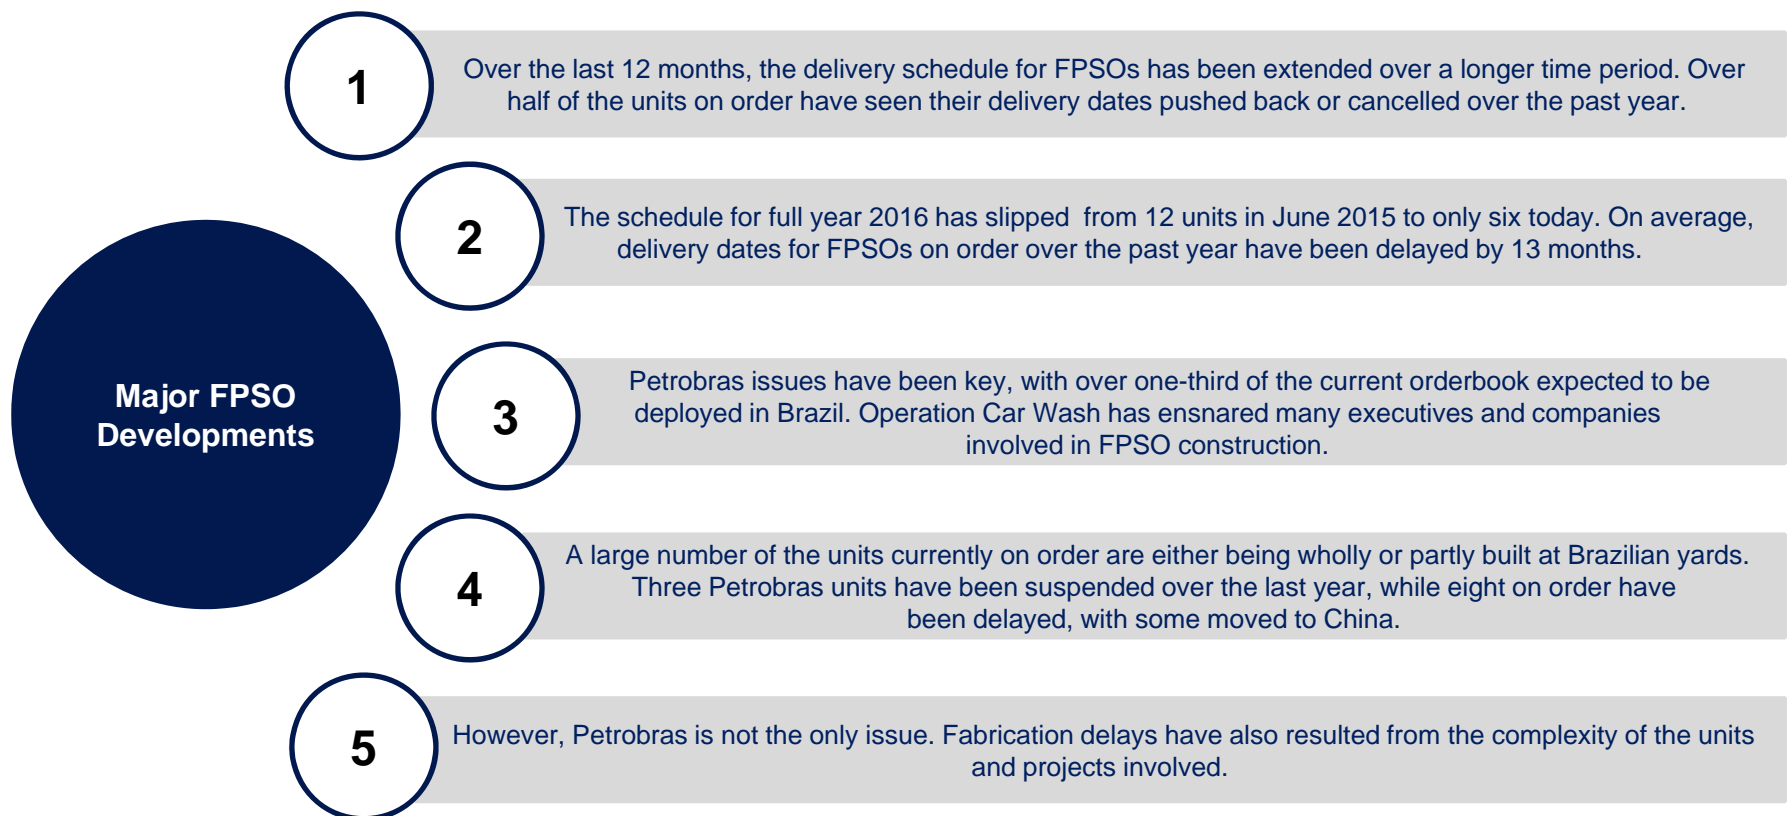 Major FPSO
Developments
1
Over the last 12 months, the delivery schedule for FPSOs has been extended over a longer time period. Over
half of the units on order have seen their delivery dates pushed back or cancelled over the past year.
2
The schedule for full year 2016 has slipped  from 12 units in June 2015 to only six today. On average,
delivery dates for FPSOs on order over the past year have been delayed by 13 months.
3
Petrobras issues have been key, with over one-third of the current orderbook expected to be
deployed in Brazil. Operation Car Wash has ensnared many executives and companies
involved in FPSO construction.
4
A large number of the units currently on order are either being wholly or partly built at Brazilian yards.
Three Petrobras units have been suspended over the last year, while eight on order have
been delayed, with some moved to China.
5
However, Petrobras is not the only issue. Fabrication delays have also resulted from the complexity of the units
and projects involved.